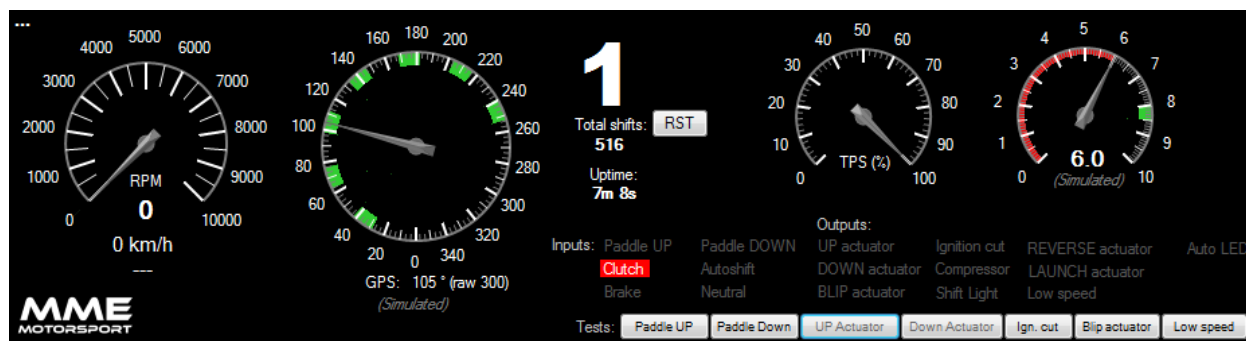 ...
0 1000 2000 3000 4000 5000 6000 7000 8000 9000 10000
RPM
0
0 km/h
---
MME
MOTORSPORT
0 20 40 60 80 100 120 140 160 180 200 220 240 260 280 300 320 340
GPS: 105 ° (raw 300)
(Simulated)
1
Total shifts: RST
516
Uptime:
7m 8s
0 10 20 30 40 50 60 70 80 90 100
TPS (%)
0 1 2 3 4 5 6 7 8 9 10
6.0
(Simulated)
Outputs:
Inputs: Paddle UP Paddle DOWN UP actuator Ignition cut REVERSE actuator Auto LED
Clutch Autoshift DOWN actuator Compressor LAUNCH actuator
Brake Neutral BLIP actuator Shift Light Low speed
Tests: Paddle UP Paddle Down UP Actuator Down Actuator Ign. cut Blip actuator Low speed